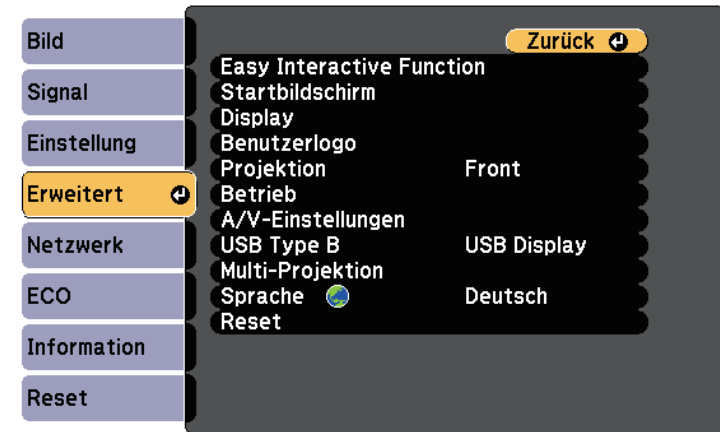 Bild
Signal
Einstellung
Erweitert
Netzwerk
ECO
Information
Reset
Zurück
Easy Interactive Function
Startbildschirm
Display
Benutzerlogo
Projektion Front
Betrieb
A/V-Einstellungen
USB Type B USB Display
Multi-Projektion
Sprache Deutsch
Reset